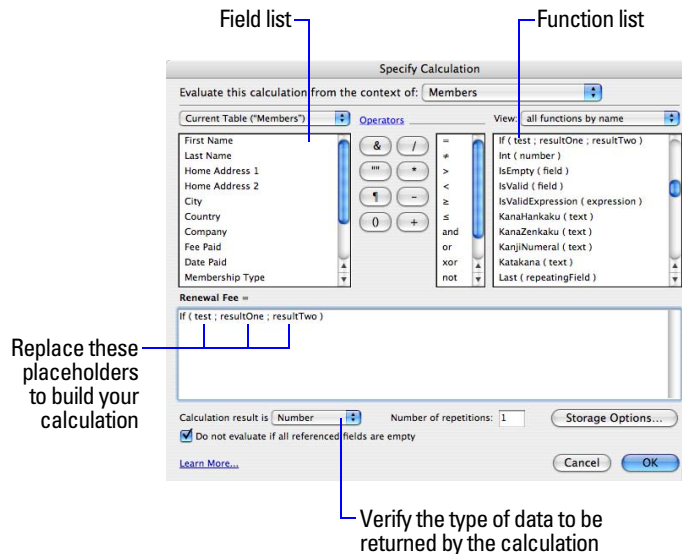 Field list
Function list
Specify Calculation
Evaluate this calculation from the context of: Members
Current Table ("Members")
Operators
View: all functions by name
First Name
Last Name
Home Address 1
Home Address 2
City
Country
Company
Fee Paid
Date Paid
Membership Type
& /
"" *
¶ -
() +
=
≠
>
<
≥
≤
and
or
xor
not
If ( test ; resultOne ; resultTwo )
Int ( number )
IsEmpty ( field )
IsValid ( field )
IsValidExpression ( expression )
KanaHankaku ( text )
KanaZenkaku ( text )
KanjiNumeral ( text )
Katakana ( text )
Last ( repeatingField )
Renewal Fee =
If ( test ; resultOne ; resultTwo )
Replace these
placeholders
to build your
calculation
Calculation result is Number
Number of repetitions: 1
Storage Options...
Do not evaluate if all referenced fields are empty
Learn More...
Cancel
OK
Verify the type of data to be
returned by the calculation